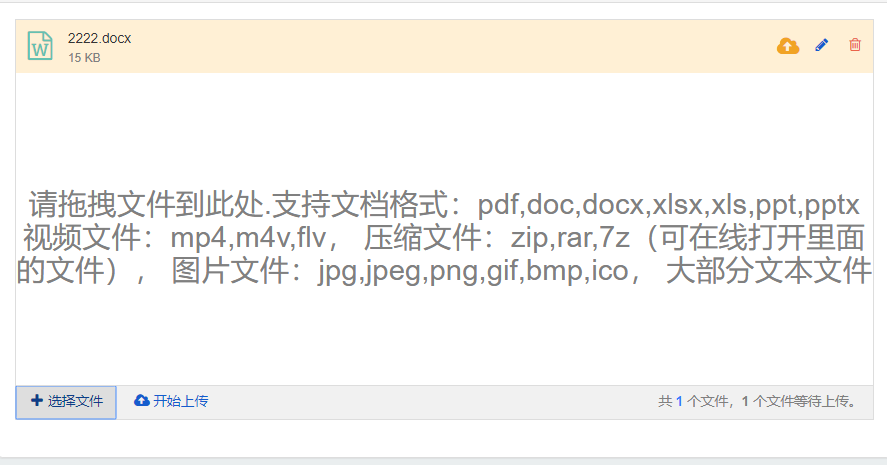 2222.docx
15 KB
请拖拽文件到此处.支持文档格式：pdf,doc,docx,xlsx,xls,ppt,pptx
视频文件：mp4,m4v,flv， 压缩文件：zip,rar,7z（可在线打开里面
的文件）， 图片文件：jpg,jpeg,png,gif,bmp,ico， 大部分文本文件
选择文件 开始上传 共 1 个文件，1 个文件等待上传。